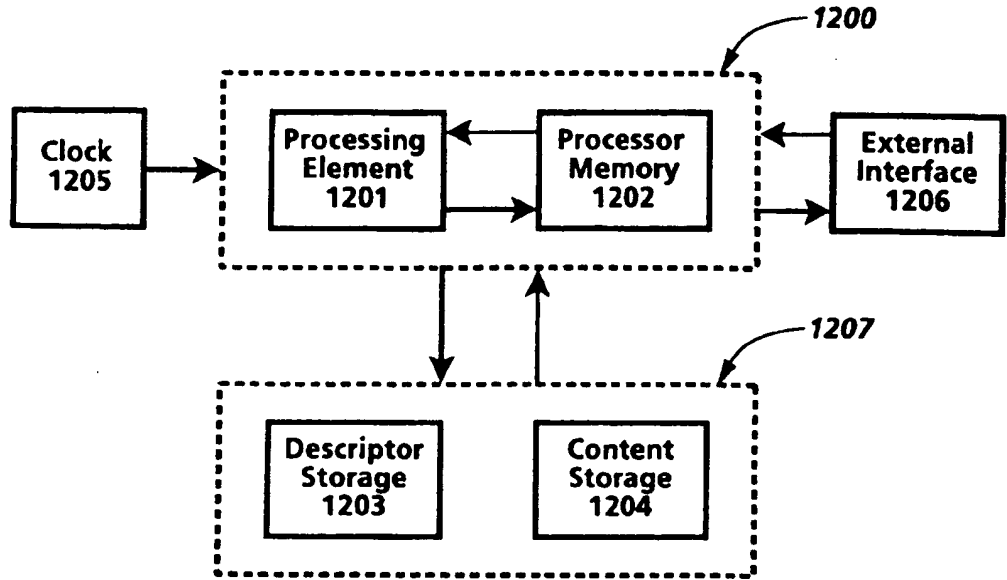 1200
Clock
1205
Processing
Element
1201
Processor
Memory
1202
External
Interface
1206
1207
Descriptor
Storage
1203
Content
Storage
1204